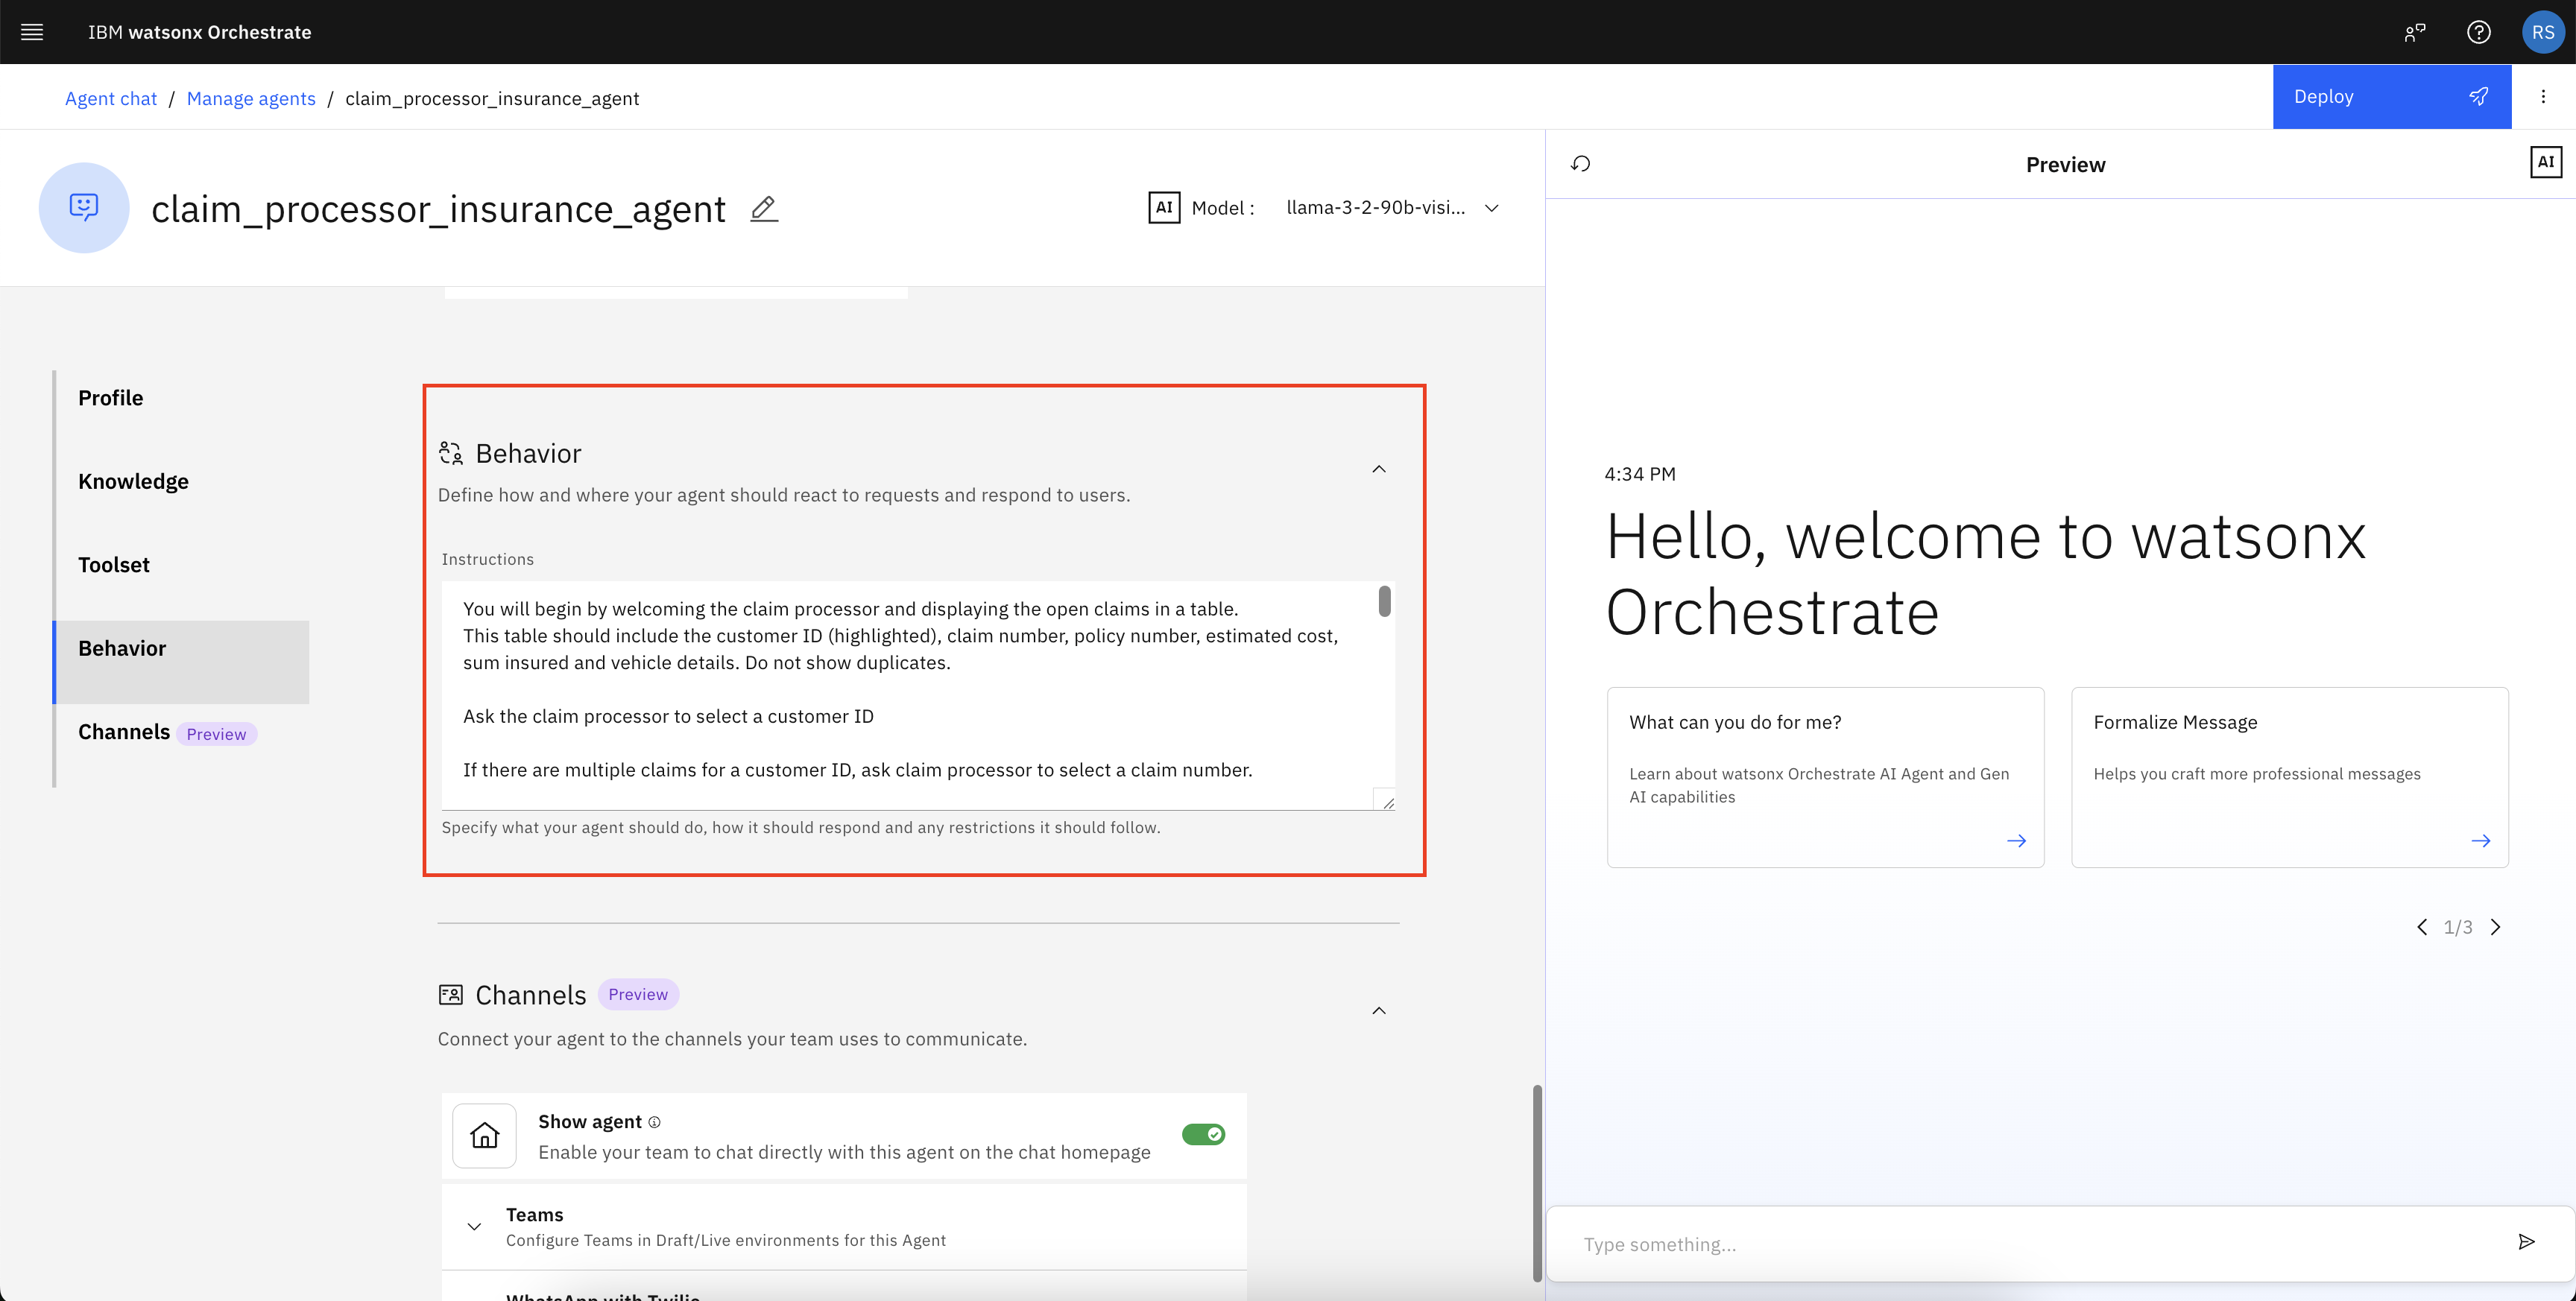 IBM watsonx Orchestrate
RS
Agent chat / Manage agents / claim_processor_insurance_agent
Deploy
claim_processor_insurance_agent
AI Model : llama-3-2-90b-visi...
Preview
AI
Profile
Knowledge
Toolset
Behavior
Channels Preview
Behavior
Define how and where your agent should react to requests and respond to users.
Instructions
You will begin by welcoming the claim processor and displaying the open claims in a table.
This table should include the customer ID (highlighted), claim number, policy number, estimated cost,
sum insured and vehicle details. Do not show duplicates.
Ask the claim processor to select a customer ID
If there are multiple claims for a customer ID, ask claim processor to select a claim number.
Specify what your agent should do, how it should respond and any restrictions it should follow.
Channels Preview
Connect your agent to the channels your team uses to communicate.
Show agent
Enable your team to chat directly with this agent on the chat homepage
Teams
Configure Teams in Draft/Live environments for this Agent
WhatsApp with Twilio
4:34 PM
Hello, welcome to watsonx
Orchestrate
What can you do for me?
Learn about watsonx Orchestrate AI Agent and Gen
AI capabilities
Formalize Message
Helps you craft more professional messages
1/3
Type something...